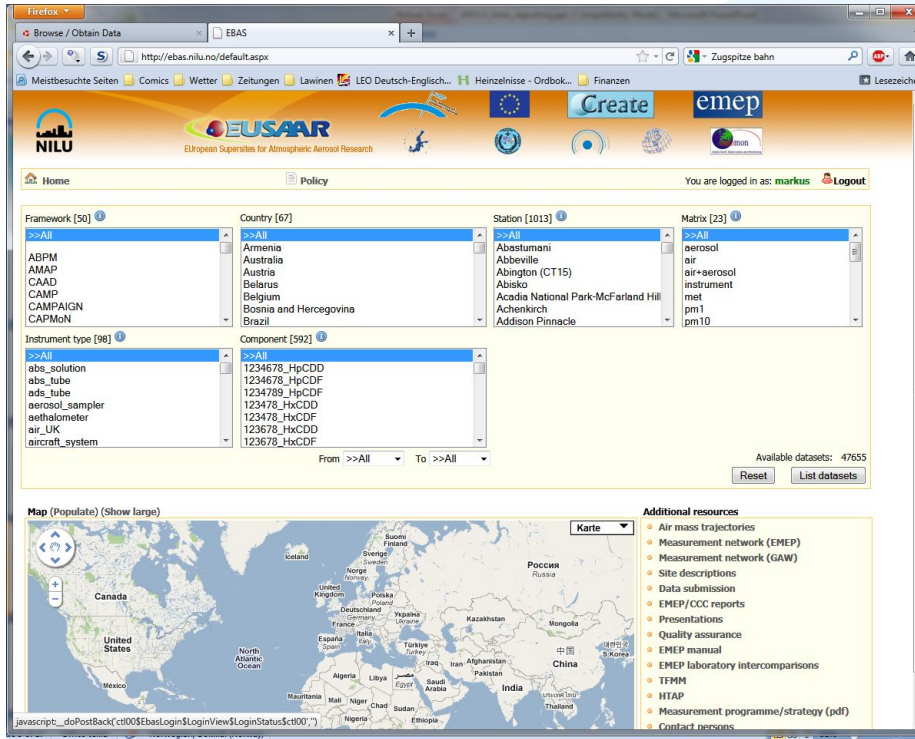 Firefox
Browse / Obtain Data × EBAS × +
S http://ebas.nilu.no/default.aspx Zugspitze bahn ABP
Meistbesuchte Seiten Comics Wetter Zeitungen Lawinen LEO Deutsch-Englisch... Heinzelnisse - Ordbok... Finanzen Lesezeiche
Create emep
NILU EUSAAR
EUropean Supersites for Atmospheric Aerosol Research
Home Policy You are logged in as: markus Logout
Framework [50] Country [67] Station [1013] Matrix [23]
>>All >>All >>All >>All
Armenia Abastumani aerosol
ABPM Australia Abbeville air
AMAP Austria Abington (CT15) air+aerosol
CAAD Belarus Abisko instrument
CAMP Belgium Acadia National Park-McFarland Hill met
CAMPAIGN Bosnia and Hercegovina Achenkirch pm1
CAPMoN Brazil Addison Pinnacle pm10
Instrument type [98] Component [592]
>>All >>All
abs_solution 1234678_HpCDD
abs_tube 1234678_HpCDF
ads_tube 1234789_HpCDF
aerosol_sampler 123478_HxCDD
aethalometer 123478_HxCDF
air_UK 123678_HxCDD
aircraft_system 123678_HxCDF
From >>All To >>All Available datasets: 47655
Reset List datasets
Map (Populate) (Show large) Additional resources
Karte
Air mass trajectories
Measurement network (EMEP)
Measurement network (GAW)
Site descriptions
Data submission
EMEP/CCC reports
Presentations
Quality assurance
EMEP manual
EMEP laboratory intercomparisons
TFMM
HTAP
Measurement programme/strategy (pdf)
Contact persons
Suomi
Finland
Iceland
Sverige
Sweden
Norge
Norway
Россия
Russia
Canada
United
Kingdom
Polska
Poland
Deutschland
Germany
Україна
Ukraine
France
Kazakhstan
Mongolia
Italia
Italy
España
Spain
Türkiye
Turkey
United
States
North
Atlantic
Ocean
中国
China
S.Korea
Iraq
Iran
Afghanistan
Pakistan
Algeria
Libya
مصر
Egypt
Saudi
Arabia
India
México
Mauritania
Mali
Niger
Chad
Sudan
Thailand
Nigeria
Ethiopia
javascript:__doPostBack('ctl00$EbasLogin$LoginView$LoginStatus$ctl00','')